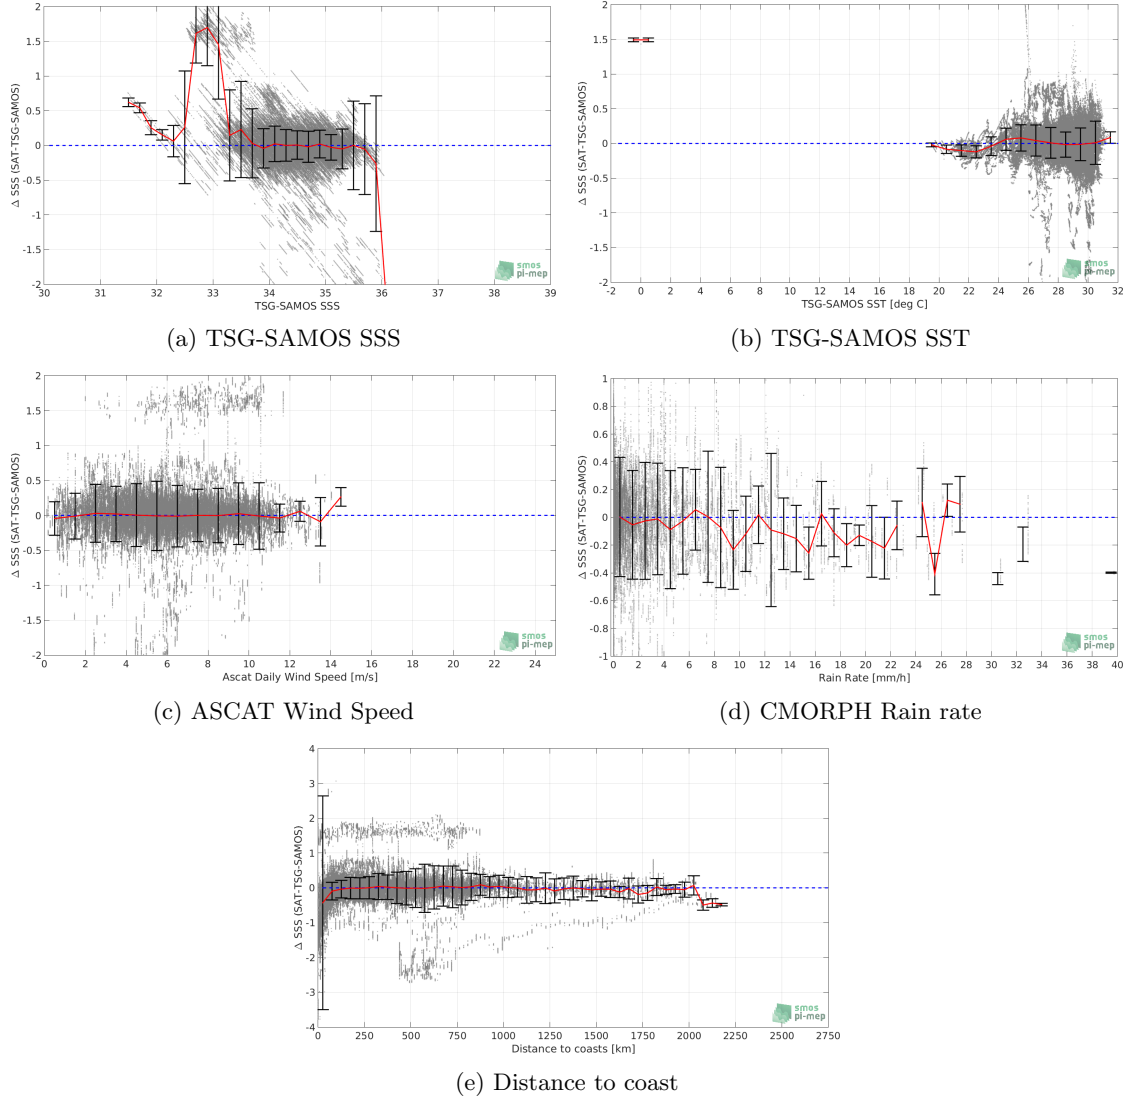 2
1.5
1
0.5
0
-0.5
-1
-1.5
-2
Δ SSS (SAT-TSG-SAMOS)
30 31 32 33 34 35 36 37 38 39
TSG-SAMOS SSS
smos
pi-mep
(a) TSG-SAMOS SSS
2
1.5
1
0.5
0
-0.5
-1
-1.5
-2
Δ SSS (SAT-TSG-SAMOS)
-2 0 2 4 6 8 10 12 14 16 18 20 22 24 26 28 30 32
TSG-SAMOS SST [deg C]
smos
pi-mep
(b) TSG-SAMOS SST
2
1.5
1
0.5
0
-0.5
-1
-1.5
-2
Δ SSS (SAT-TSG-SAMOS)
0 2 4 6 8 10 12 14 16 18 20 22 24
Ascat Daily Wind Speed [m/s]
smos
pi-mep
(c) ASCAT Wind Speed
1
0.8
0.6
0.4
0.2
0
-0.2
-0.4
-0.6
-0.8
-1
Δ SSS (SAT-TSG-SAMOS)
0 2 4 6 8 10 12 14 16 18 20 22 24 26 28 30 32 34 36 38 40
Rain Rate [mm/h]
smos
pi-mep
(d) CMORPH Rain rate
4
3
2
1
0
-1
-2
-3
-4
Δ SSS (SAT-TSG-SAMOS)
0 250 500 750 1000 1250 1500 1750 2000 2250 2500 2750
Distance to coasts [km]
smos
pi-mep
(e) Distance to coast